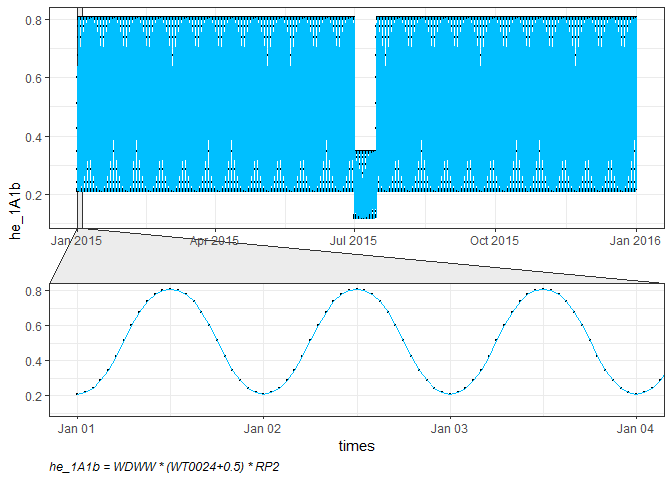 he_1A1b
0.8
0.6
0.4
0.2
Jan 2015
Apr 2015
Jul 2015
Oct 2015
Jan 2016
0.8
0.6
0.4
0.2
Jan 01
Jan 02
Jan 03
Jan 04
times
he_1A1b = WDWW * (WT0024+0.5) * RP2